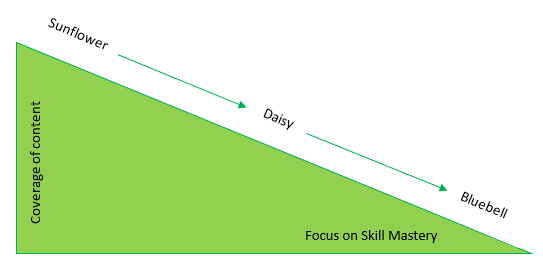 Sunflower
Daisy
Bluebell
Coverage of content
Focus on Skill Mastery